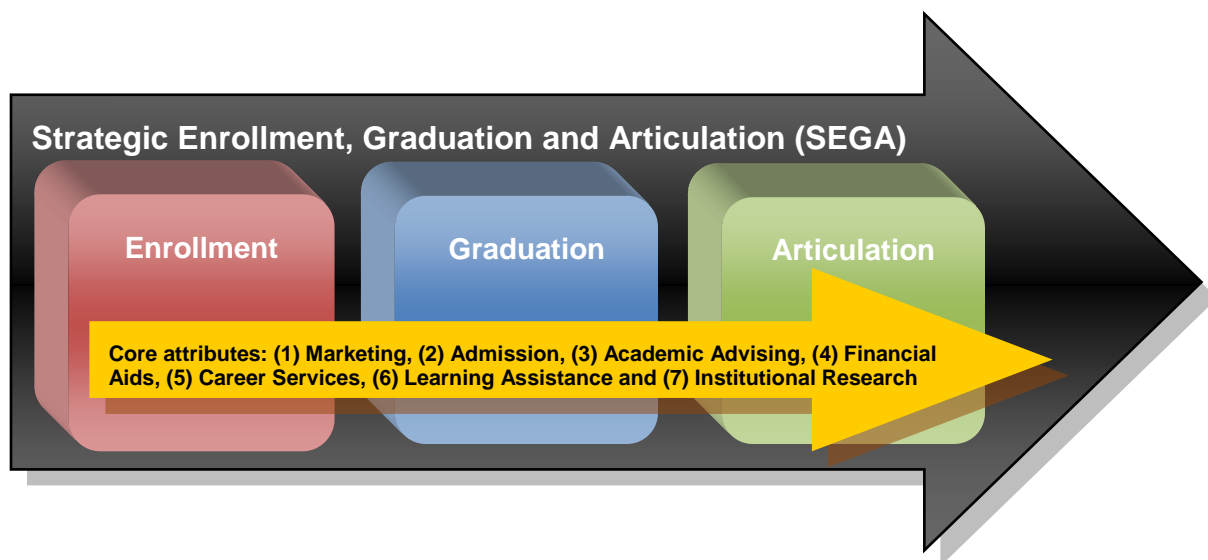 Strategic Enrollment, Graduation and Articulation (SEGA)
Enrollment
Graduation
Articulation
Core attributes: (1) Marketing, (2) Admission, (3) Academic Advising, (4) Financial
Aids, (5) Career Services, (6) Learning Assistance and (7) Institutional Research